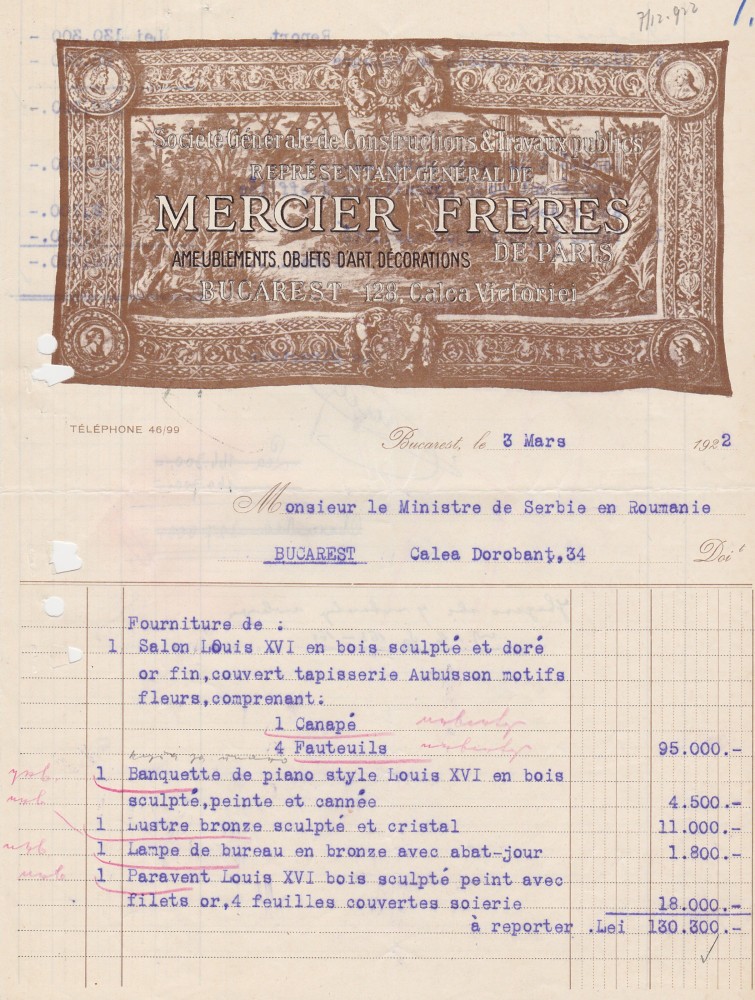 7/12.922
Societé Générale de Constructions & Travaux publics
REPRÉSENTANT GÉNÉRAL DE
MERCIER FRERES
DE PARIS
AMEUBLEMENTS, OBJETS D'ART, DÉCORATIONS
BUCAREST - 128, Calea Victoriei
TÉLÉPHONE 46/99
Bucarest, le 3 Mars 1922
Monsieur le Ministre de Serbie en Roumanie
BUCAREST Calea Dorobanț,34
Doit
Fourniture de :
1 Salon LOuis XVI en bois sculpté et doré
or fin,couvert tapisserie Aubusson motifs
fleurs,comprenant:
1 Canapé
4 Fauteuils 95.000.-
1 Banquette de piano style Louis XVI en bois
sculpté,peinte et cannée 4.500.-
1 Lustre bronze sculpté et cristal 11.000.-
1 Lampe de bureau en bronze avec abat-jour 1.800.-
1 Paravent Louis XVI bois sculpté peint avec
filets or,4 feuilles couvertes soierie 18.000.-
à reporter .Lei 130.300.-